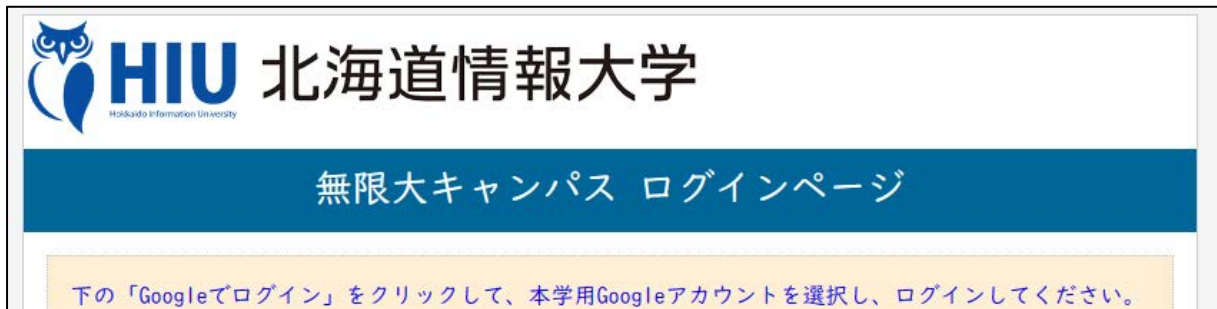 HIU 北海道情報大学
Hokkaido Information University
無限大キャンパス ログインページ
下の「Googleでログイン」をクリックして、本学用Googleアカウントを選択し、ログインしてください。